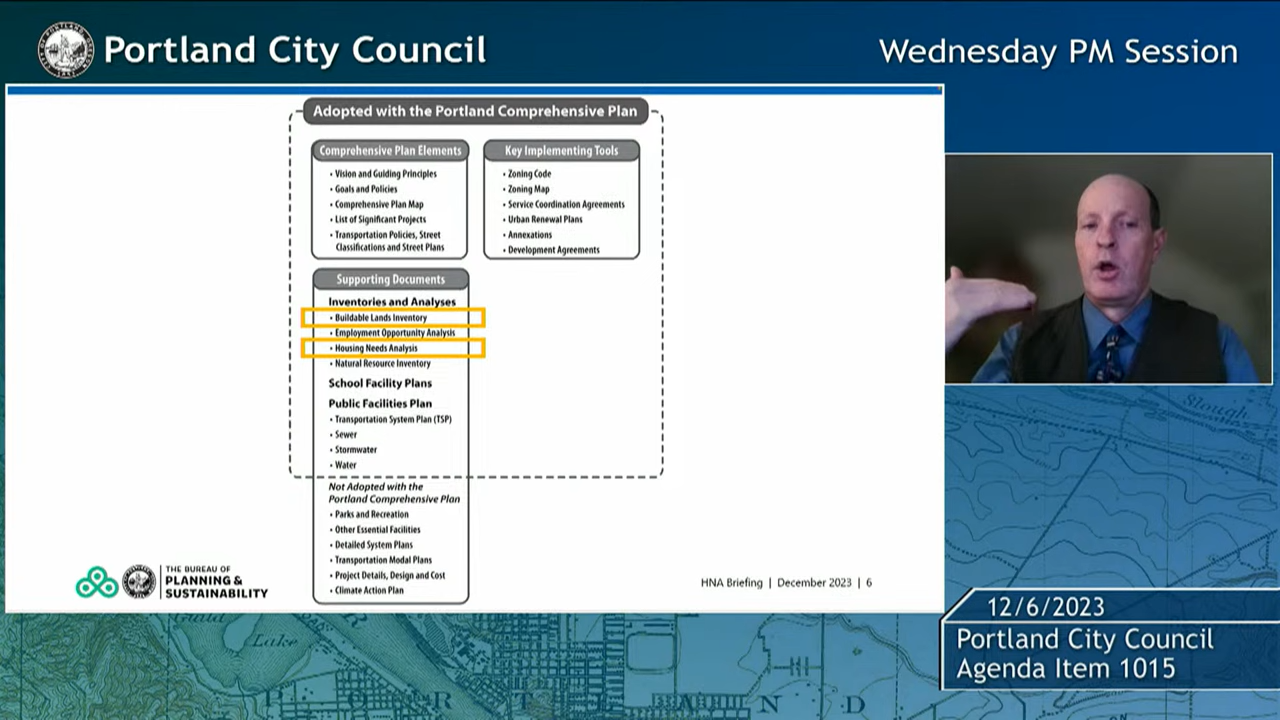 Portland City Council
Wednesday PM Session
Adopted with the Portland Comprehensive Plan
Comprehensive Plan Elements
• Vision and Guiding Principles
• Goals and Policies
• Comprehensive Plan Map
• List of Significant Projects
• Transportation Policies, Street
Classifications and Street Plans
Key Implementing Tools
• Zoning Code
• Zoning Map
• Service Coordination Agreements
• Urban Renewal Plans
• Annexations
• Development Agreements
Supporting Documents
Inventories and Analyses
• Buildable Lands Inventory
• Employment Opportunity Analysis
• Housing Needs Analysis
• Natural Resource Inventory
School Facility Plans
Public Facilities Plan
• Transportation System Plan (TSP)
• Sewer
• Stormwater
• Water
Not Adopted with the
Portland Comprehensive Plan
• Parks and Recreation
• Other Essential Facilities
• Detailed System Plans
• Transportation Modal Plans
• Project Details, Design and Cost
• Climate Action Plan
THE BUREAU OF
PLANNING &
SUSTAINABILITY
HNA Briefing | December 2023 | 6
Slough
12/6/2023
Portland City Council
Agenda Item 1015
Guild
Lake
P O R T L A N D